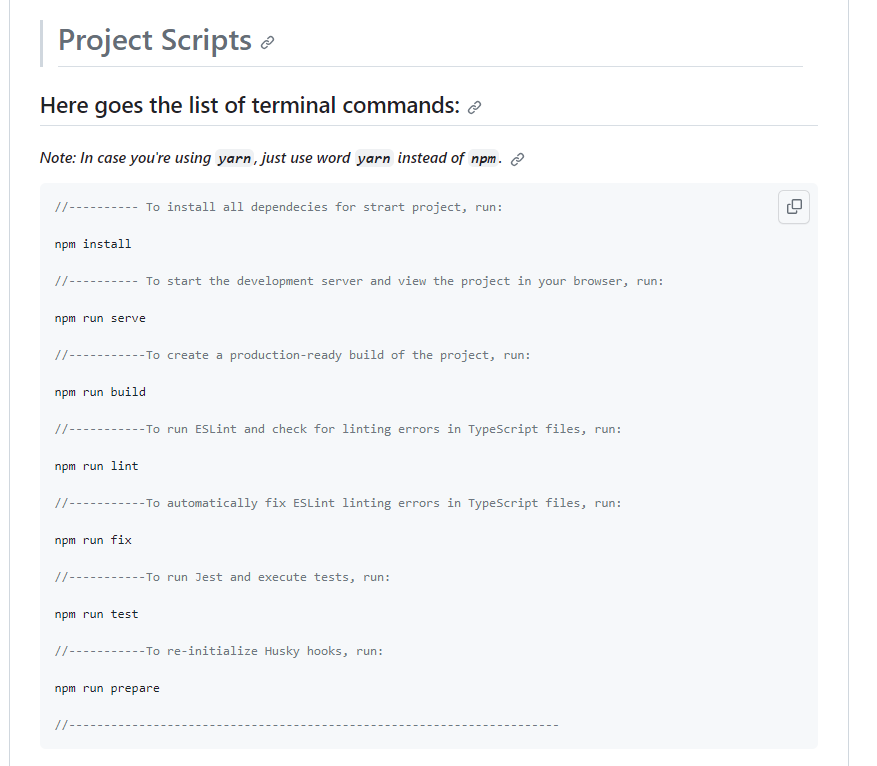 Project Scripts
Here goes the list of terminal commands:
Note: In case you're using yarn, just use word yarn instead of npm.
//---------- To install all dependecies for strart project, run:
npm install
//---------- To start the development server and view the project in your browser, run:
npm run serve
//-----------To create a production-ready build of the project, run:
npm run build
//-----------To run ESLint and check for linting errors in TypeScript files, run:
npm run lint
//-----------To automatically fix ESLint linting errors in TypeScript files, run:
npm run fix
//-----------To run Jest and execute tests, run:
npm run test
//-----------To re-initialize Husky hooks, run:
npm run prepare
//----------------------------------------------------------------------